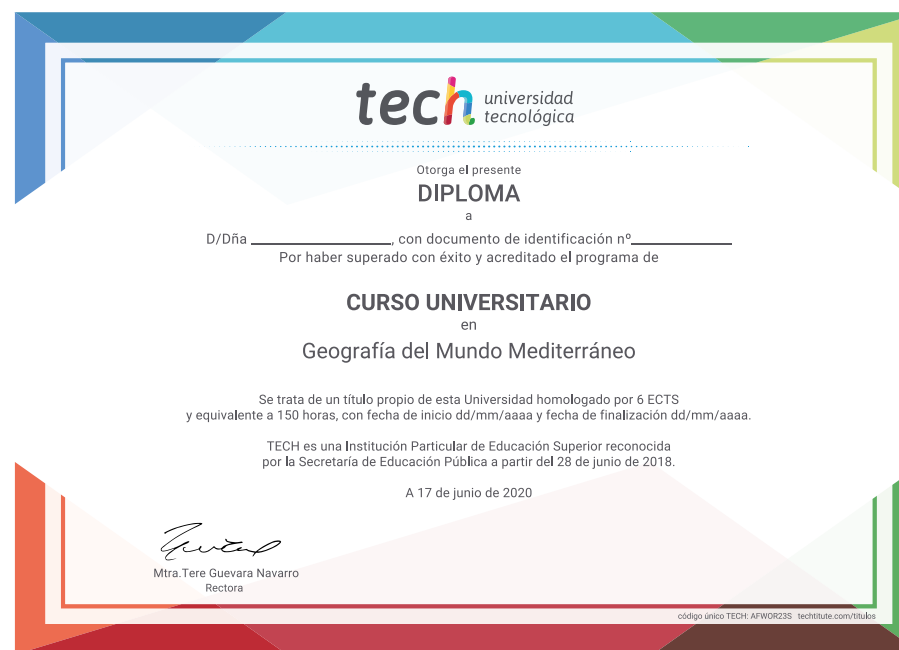 tech universidad
tecnológica
Otorga el presente
DIPLOMA
a
D/Dña ____________, con documento de identificación nº____________
Por haber superado con éxito y acreditado el programa de
CURSO UNIVERSITARIO
en
Geografía del Mundo Mediterráneo
Se trata de un título propio de esta Universidad homologado por 6 ECTS
y equivalente a 150 horas, con fecha de inicio dd/mm/aaaa y fecha de finalización dd/mm/aaaa.
TECH es una Institución Particular de Educación Superior reconocida
por la Secretaría de Educación Pública a partir del 28 de junio de 2018.
A 17 de junio de 2020
Mtra.Tere Guevara Navarro
Rectora
código único TECH: AFWOR23S techtitute.com/titulos